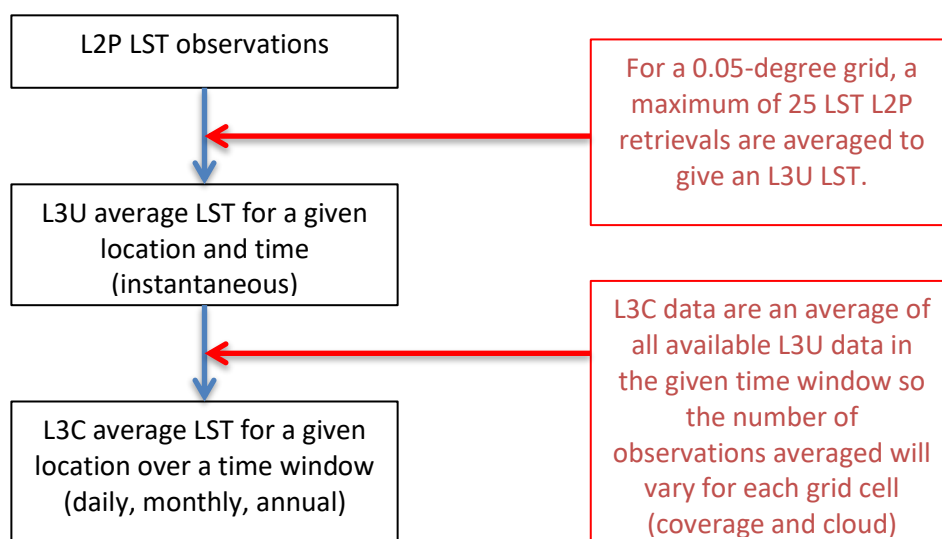 L2P LST observations
For a 0.05-degree grid, a
maximum of 25 LST L2P
retrievals are averaged to
give an L3U LST.
L3U average LST for a given
location and time
(instantaneous)
L3C data are an average of
all available L3U data in
the given time window so
the number of
observations averaged will
vary for each grid cell
(coverage and cloud)
L3C average LST for a given
location over a time window
(daily, monthly, annual)